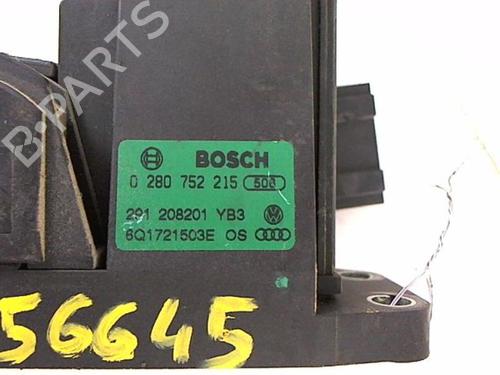 B-PARTS
BOSCH
0 280 752 215 506
291 208201 YB3
6Q1721503E OS
56645